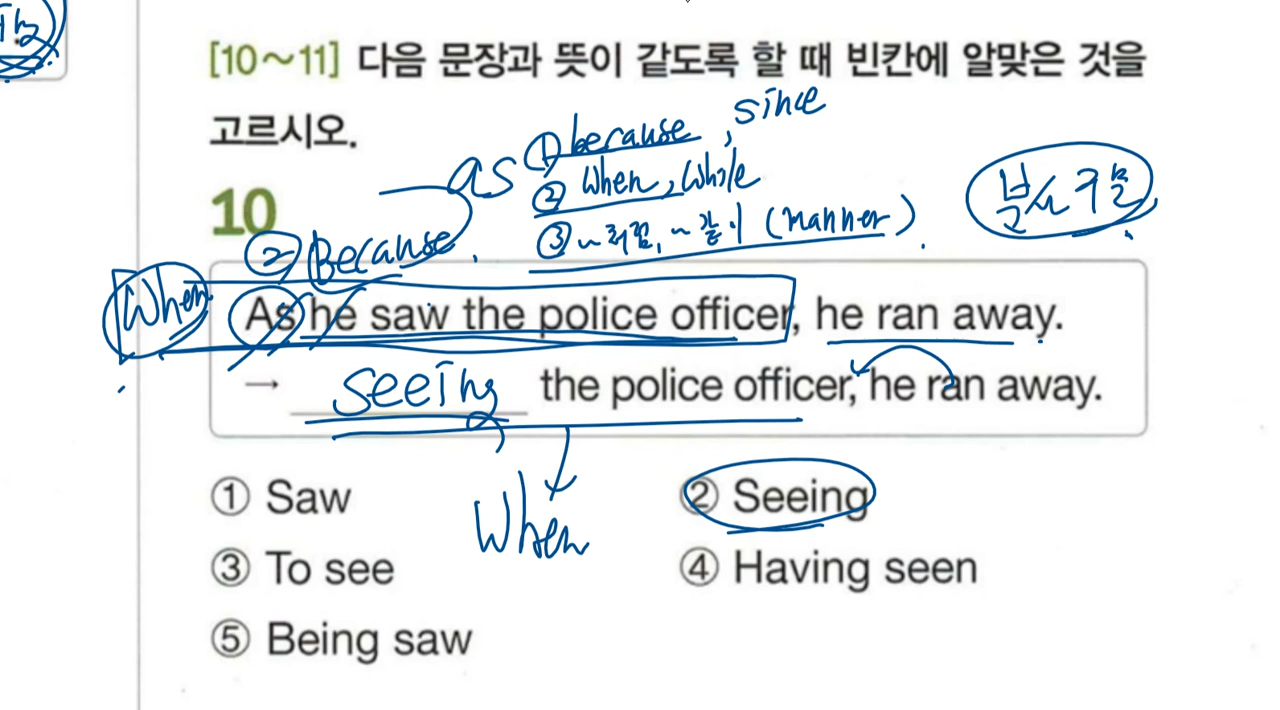 [10~11] 다음 문장과 뜻이 같도록 할 때 빈칸에 알맞은 것을
고르시오.
as ① because, since
② when, while
③ ~처럼, ~같이 (manner).
부사구문
10
② Because.
When
As he saw the police officer, he ran away.
→ seeing the police officer, he ran away.
When
① Saw
② Seeing
③ To see
④ Having seen
⑤ Being saw